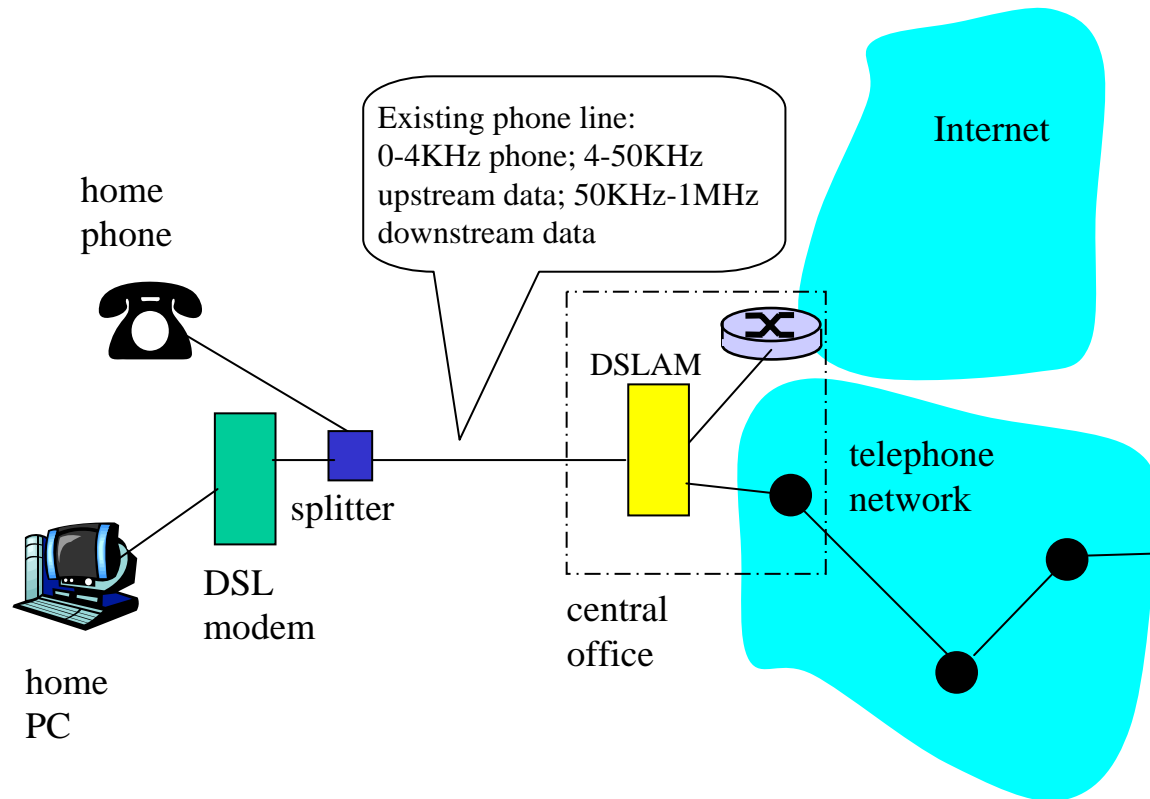 Existing phone line:
0-4KHz phone; 4-50KHz
upstream data; 50KHz-1MHz
downstream data
Internet
home
phone
DSLAM
telephone
network
splitter
DSL
modem
central
office
home
PC